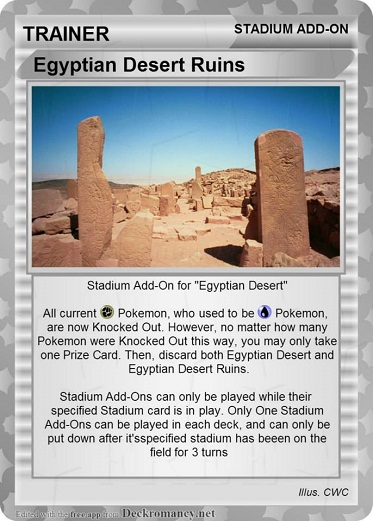 TRAINER
STADIUM ADD-ON
Egyptian Desert Ruins
Stadium Add-On for "Egyptian Desert"
All current Pokemon, who used to be Pokemon,
are now Knocked Out. However, no matter how many
Pokemon were Knocked Out this way, you may only take
one Prize Card. Then, discard both Egyptian Desert and
Egyptian Desert Ruins.
Stadium Add-Ons can only be played while their
specified Stadium card is in play. Only One Stadium
Add-Ons can be played in each deck, and can only be
put down after it'sspecified stadium has beeen on the
field for 3 turns
Illus. CWC
Edited with the free app from Deckromancy.net